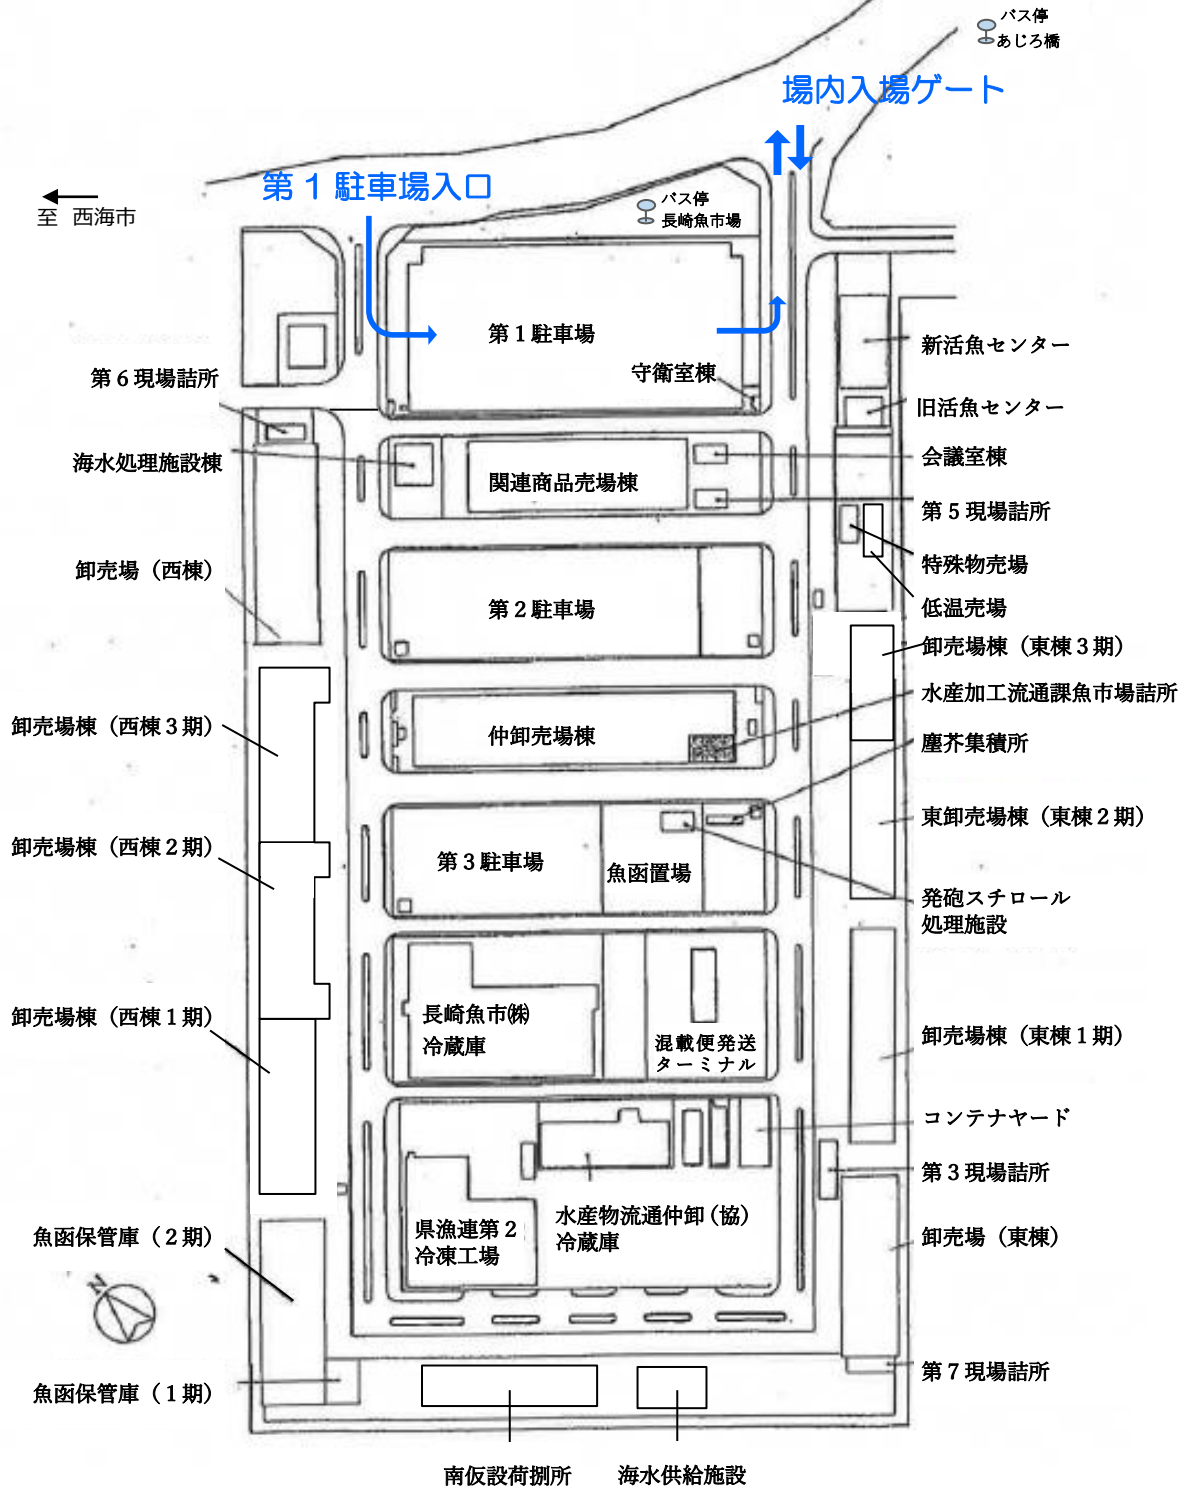 バス停
あじろ橋
場内入場ゲート
第1駐車場入口
バス停
長崎魚市場
至 西海市
第1駐車場
守衛室棟
新活魚センター
第6現場詰所
旧活魚センター
海水処理施設棟
関連商品売場棟
会議室棟
第5現場詰所
卸売場（西棟）
特殊物売場
第2駐車場
低温売場
卸売場棟（東棟3期）
水産加工流通課魚市場詰所
卸売場棟（西棟3期）
仲卸売場棟
塵芥集積所
東卸売場棟（東棟2期）
卸売場棟（西棟2期）
第3駐車場
魚函置場
発砲スチロール
処理施設
卸売場棟（西棟1期）
長崎魚市㈱
冷蔵庫
混載便発送
ターミナル
卸売場棟（東棟1期）
コンテナヤード
第3現場詰所
魚函保管庫（2期）
県漁連第2
冷凍工場
水産物流通仲卸（協）
冷蔵庫
卸売場（東棟）
N
魚函保管庫（1期）
第7現場詰所
南仮設荷捌所
海水供給施設